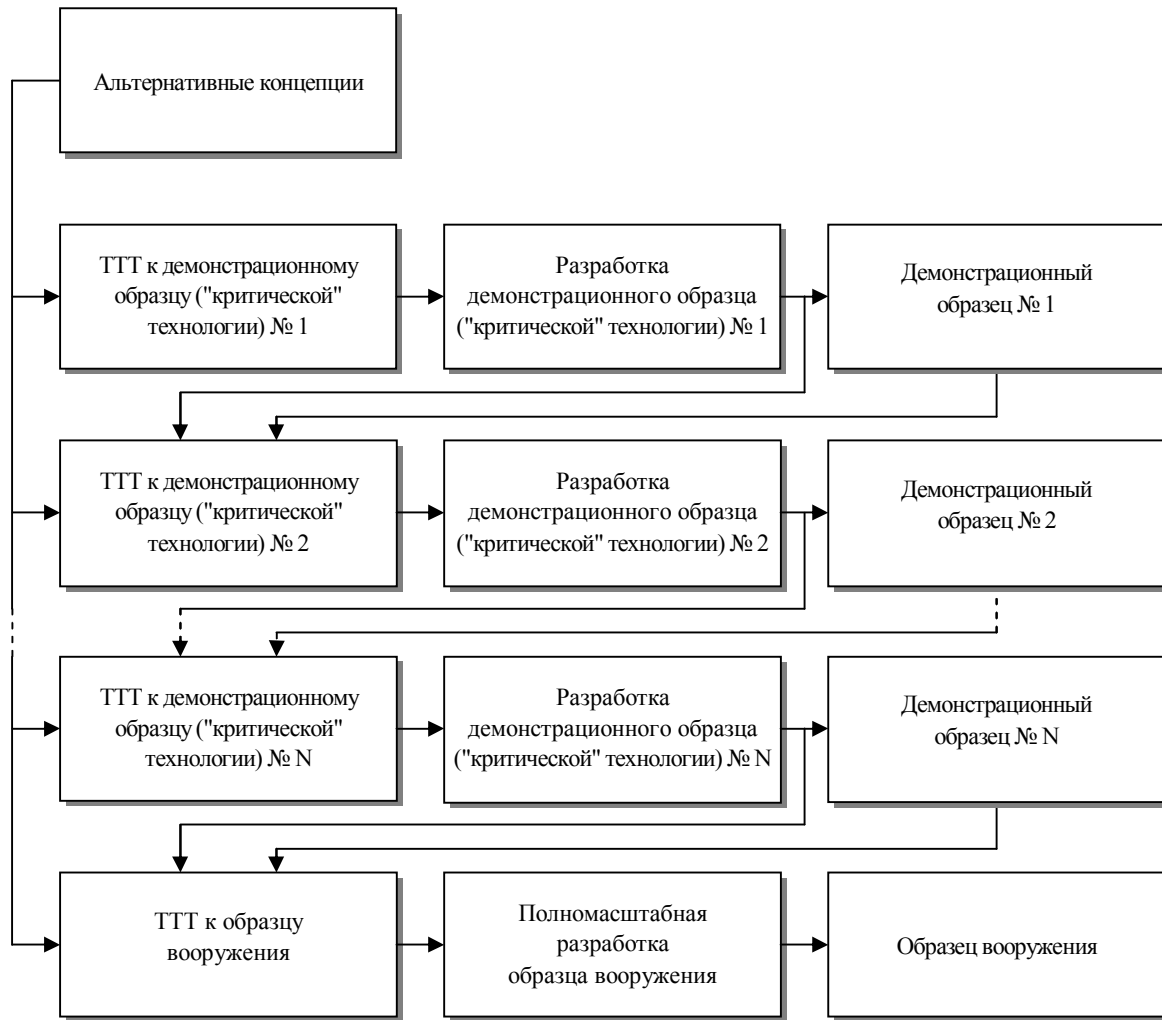 Альтернативные концепции
ТТТ к демонстрационному
образцу ("критической"
технологии) № 1
Разработка
демонстрационного образца
("критической" технологии) № 1
Демонстрационный
образец № 1
ТТТ к демонстрационному
образцу ("критической"
технологии) № 2
Разработка
демонстрационного образца
("критической" технологии) № 2
Демонстрационный
образец № 2
ТТТ к демонстрационному
образцу ("критической"
технологии) № N
Разработка
демонстрационного образца
("критической" технологии) № N
Демонстрационный
образец № N
ТТТ к образцу
вооружения
Полномасштабная
разработка
образца вооружения
Образец вооружения